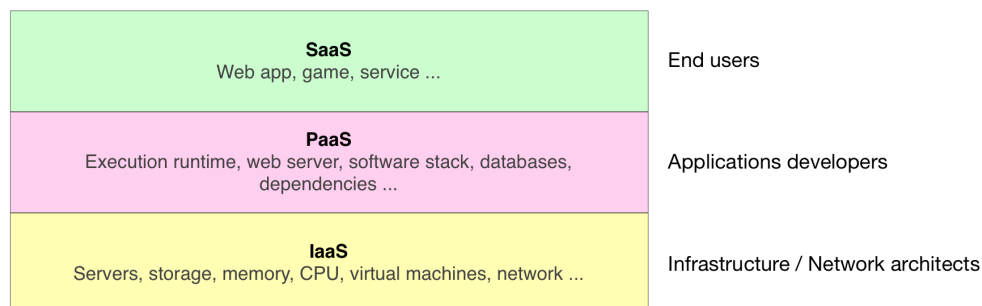 SaaS
Web app, game, service ...
End users
PaaS
Execution runtime, web server, software stack, databases,
dependencies ...
Applications developers
IaaS
Servers, storage, memory, CPU, virtual machines, network ...
Infrastructure / Network architects